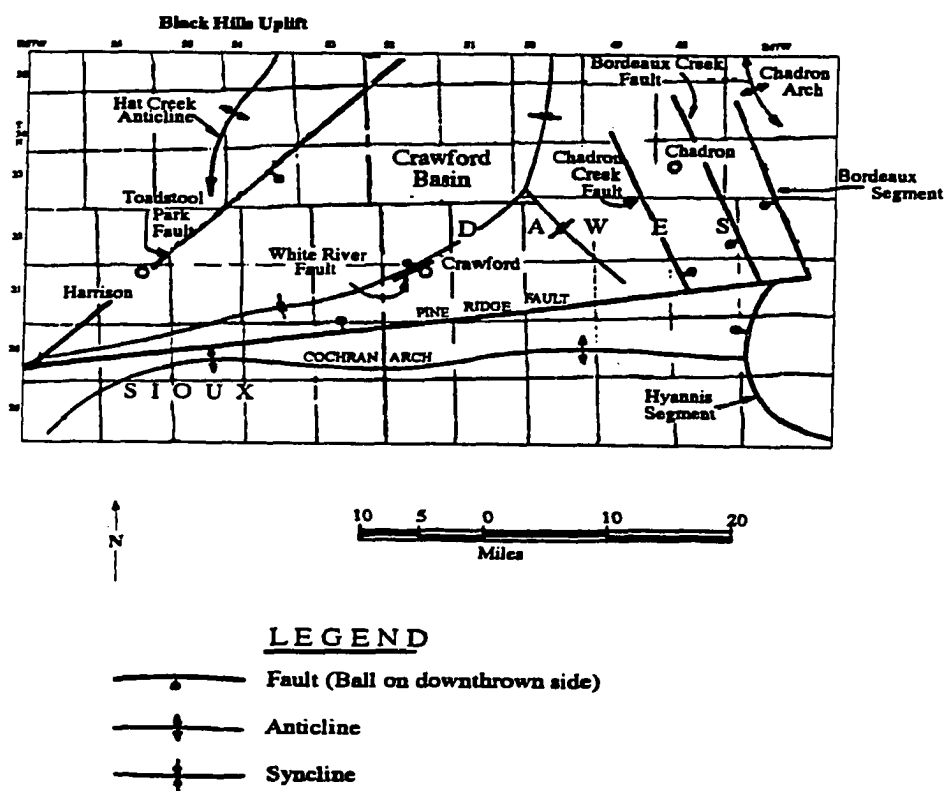 Black Hills Uplift
Hat Creek
Anticline
Bordeaux Creek
Fault
Chadron
Arch
Crawford
Basin
Chadron
Creek
Fault
Chadron
Bordeaux
Segment
Toadstool
Park
Fault
D A W E S
White River
Fault
Crawford
Harrison
PINE RIDGE FAULT
COCHRAN ARCH
SIOUX
Hyannis
Segment
N
10 5 0 10 20
Miles
LEGEND
Fault (Ball on downthrown side)
Anticline
Syncline